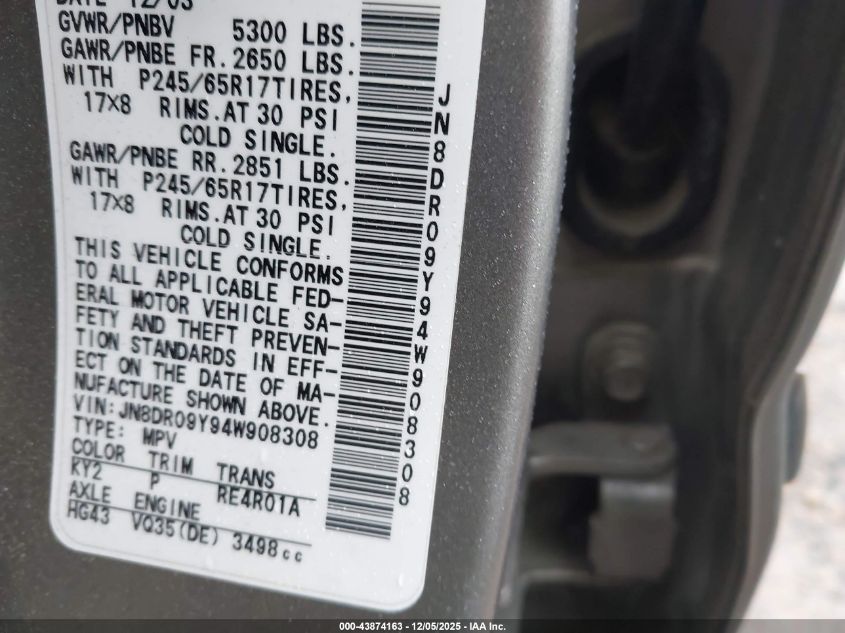 DATE 12/03
GVWR/PNBV 5300 LBS.
GAWR/PNBE FR. 2650 LBS.
WITH P245/65R17TIRES,
17X8 RIMS.AT 30 PSI
COLD SINGLE.
GAWR/PNBE RR. 2851 LBS.
WITH P245/65R17TIRES,
17X8 RIMS.AT 30 PSI
COLD SINGLE.
THIS VEHICLE CONFORMS
TO ALL APPLICABLE FED-
ERAL MOTOR VEHICLE SA-
FETY AND THEFT PREVEN-
TION STANDARDS IN EFF-
ECT ON THE DATE OF MA-
NUFACTURE SHOWN ABOVE.
VIN: JN8DR09Y94W908308
TYPE: MPV
COLOR TRIM TRANS
KY2 P RE4R01A
AXLE ENGINE
HG43 VQ35(DE) 3498cc
JN8DR09Y94W908308
000-43874163 - 12/05/2025 - IAA Inc.